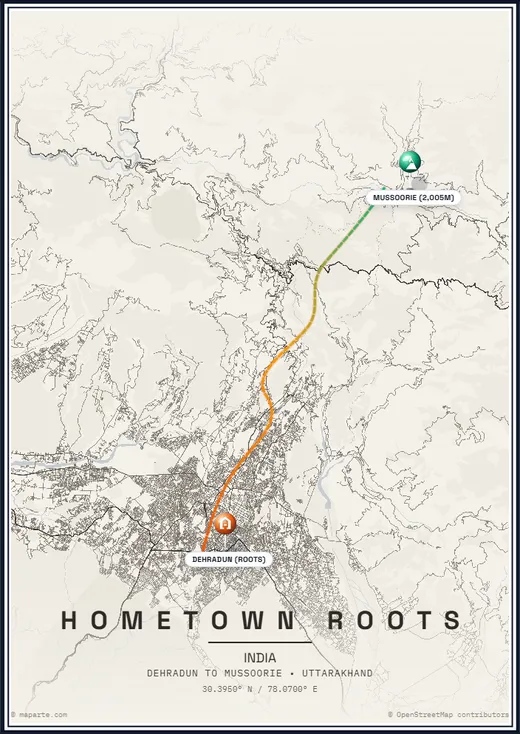 MUSSOORIE (2,005M)
DEHRADUN (ROOTS)
HOMETOWN ROOTS
INDIA
DEHRADUN TO MUSSOORIE • UTTARAKHAND
30.3950° N / 78.0700° E
© maparte.com
© OpenStreetMap contributors